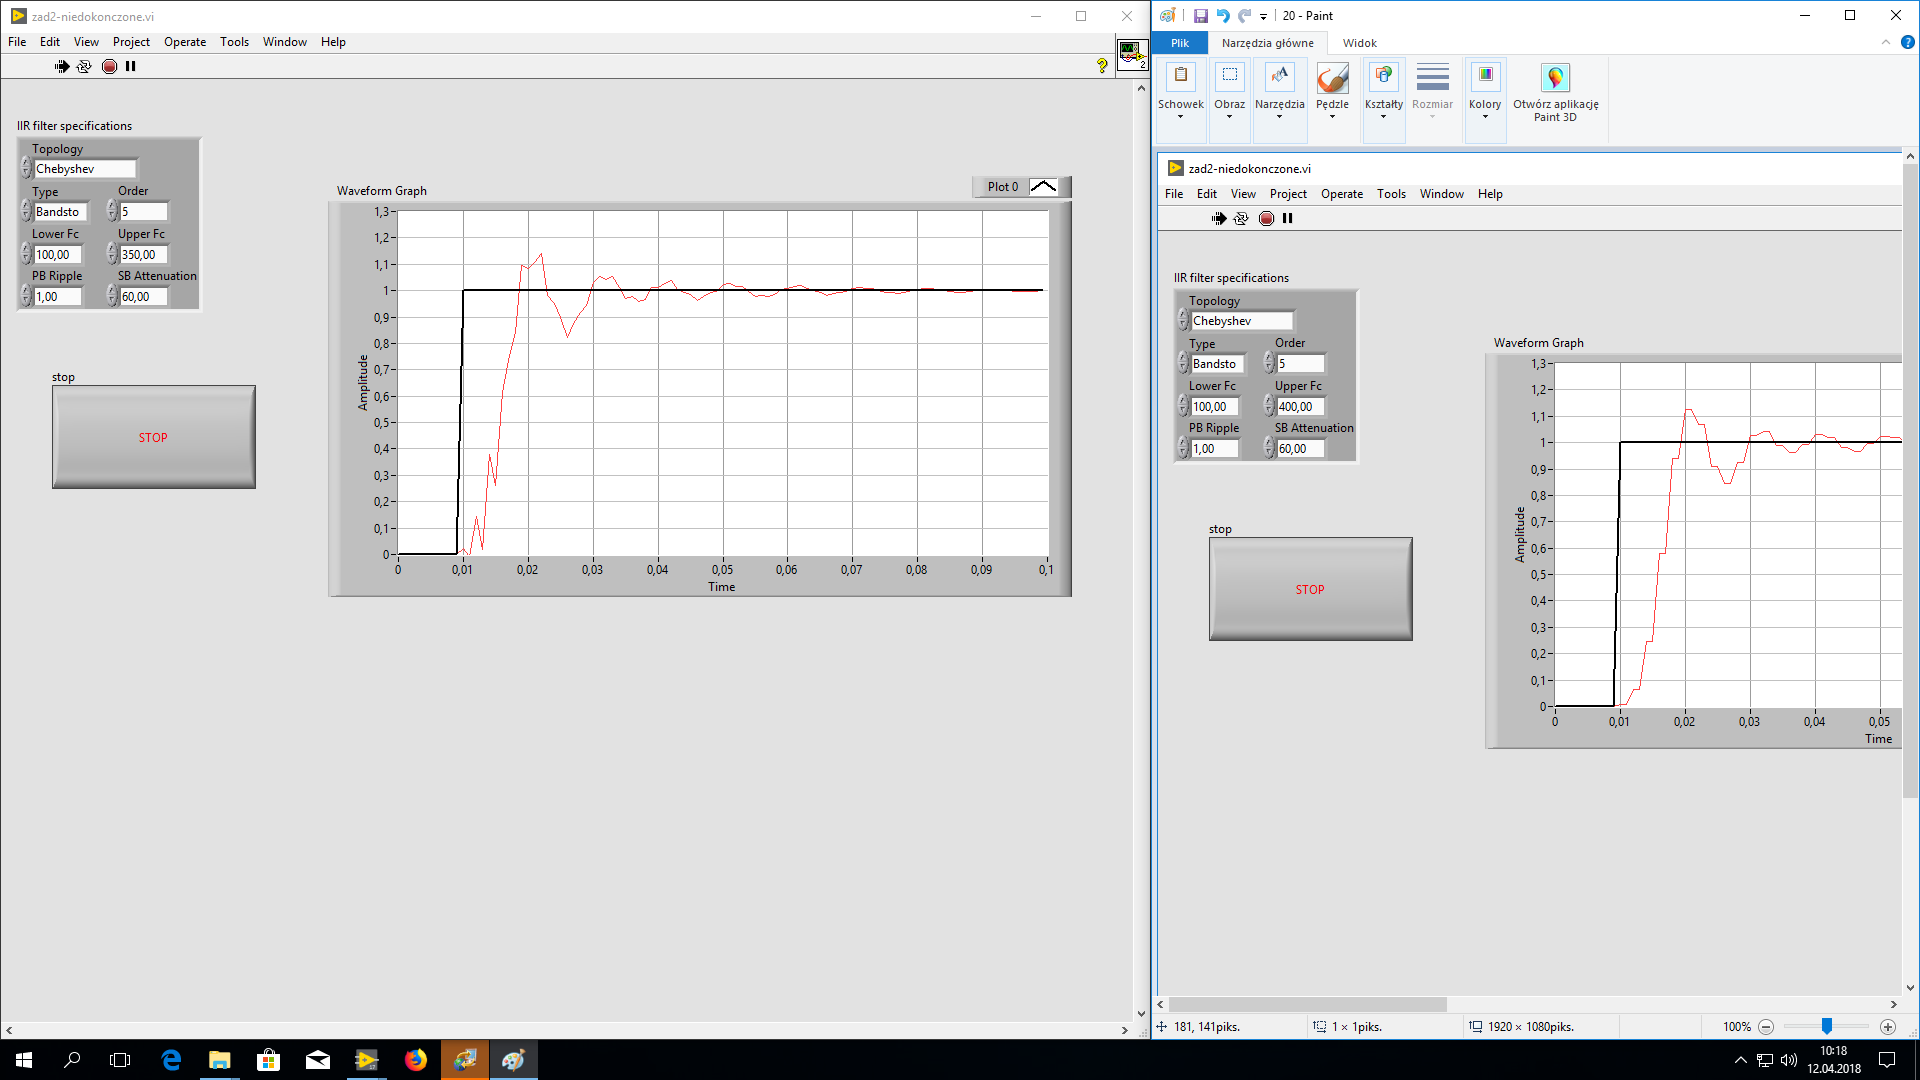 zad2-niedokonczone.vi
File Edit View Project Operate Tools Window Help
2
IIR filter specifications
Topology
Chebyshev
Type Order
Bandsto 5
Lower Fc Upper Fc
100,00 350,00
PB Ripple SB Attenuation
1,00 60,00
stop
STOP
Waveform Graph
Plot 0
1,3
1,2
1,1
1
0,9
0,8
0,7
0,6
0,5
0,4
0,3
0,2
0,1
0
Amplitude
0 0,01 0,02 0,03 0,04 0,05 0,06 0,07 0,08 0,09 0,1
Time
20 - Paint
Plik Narzędzia główne Widok
Schowek Obraz Narzędzia Pędzle Kształty Rozmiar Kolory Otwórz aplikację
Paint 3D
zad2-niedokonczone.vi
File Edit View Project Operate Tools Window Help
IIR filter specifications
Topology
Chebyshev
Type Order
Bandsto 5
Lower Fc Upper Fc
100,00 400,00
PB Ripple SB Attenuation
1,00 60,00
stop
STOP
Waveform Graph
1,3
1,2
1,1
1
0,9
0,8
0,7
0,6
0,5
0,4
0,3
0,2
0,1
0
Amplitude
0 0,01 0,02 0,03 0,04 0,05
Time
181, 141piks. 1 × 1piks. 1920 × 1080piks. 100%
10:18
12.04.2018